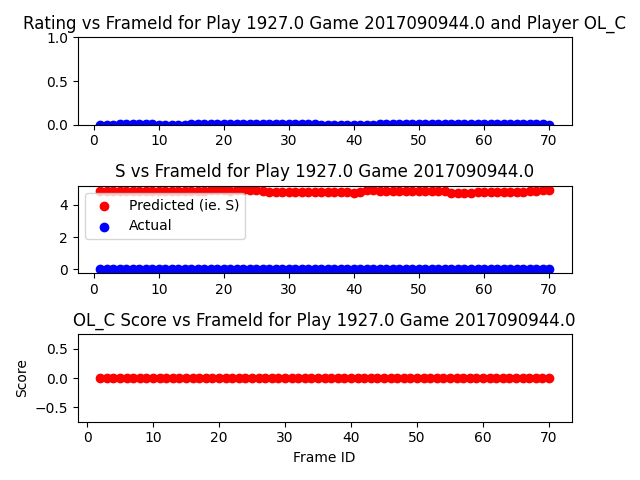 Rating vs FrameId for Play 1927.0 Game 2017090944.0 and Player OL_C
1.0
0.5
0.0
0 10 20 30 40 50 60 70
S vs FrameId for Play 1927.0 Game 2017090944.0
4
2
0
Predicted (ie. S)
Actual
0 10 20 30 40 50 60 70
OL_C Score vs FrameId for Play 1927.0 Game 2017090944.0
Score
0.5
0.0
−0.5
0 10 20 30 40 50 60 70
Frame ID